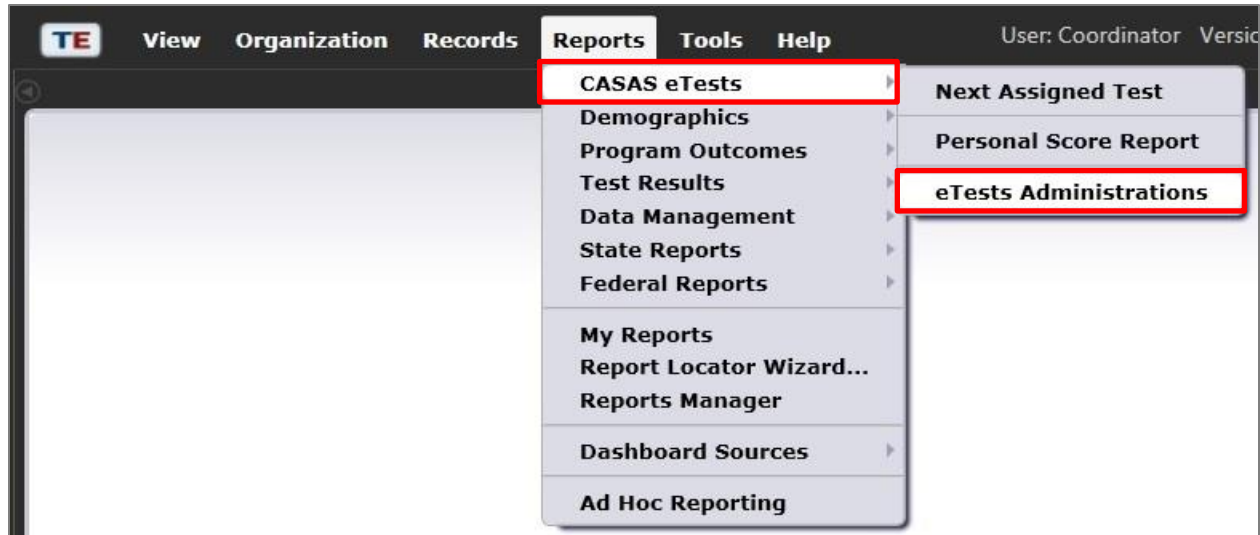 TE View Organization Records Reports Tools Help User: Coordinator Versic
CASAS eTests
Demographics
Program Outcomes
Test Results
Data Management
State Reports
Federal Reports
My Reports
Report Locator Wizard...
Reports Manager
Dashboard Sources
Ad Hoc Reporting
Next Assigned Test
Personal Score Report
eTests Administrations